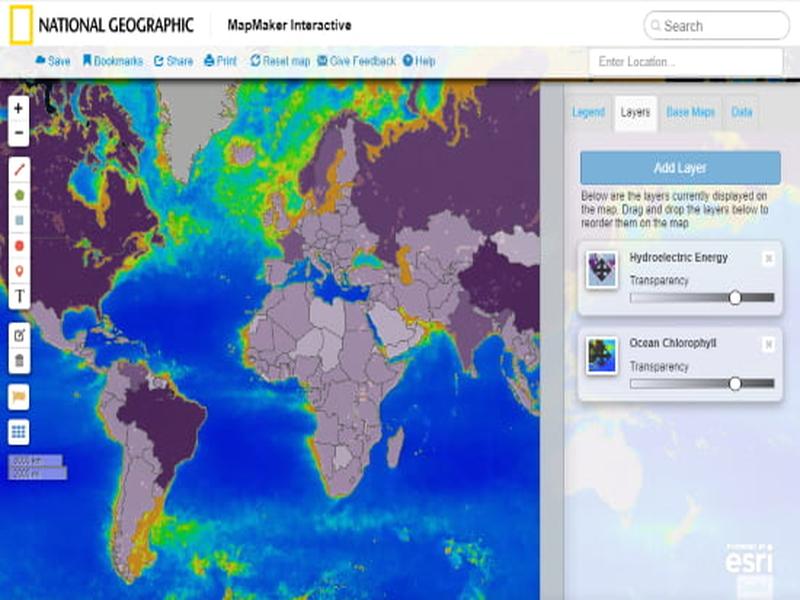 NATIONAL GEOGRAPHIC
MapMaker Interactive
Search
Save Bookmarks Share Print Reset map Give Feedback Help
Enter Location...
+
−
T
Legend Layers Base Maps Data
Add Layer
Below are the layers currently displayed on
the map. Drag and drop the layers below to
reorder them on the map
Hydroelectric Energy
Transparency
Ocean Chlorophyll
Transparency
POWERED BY
esri